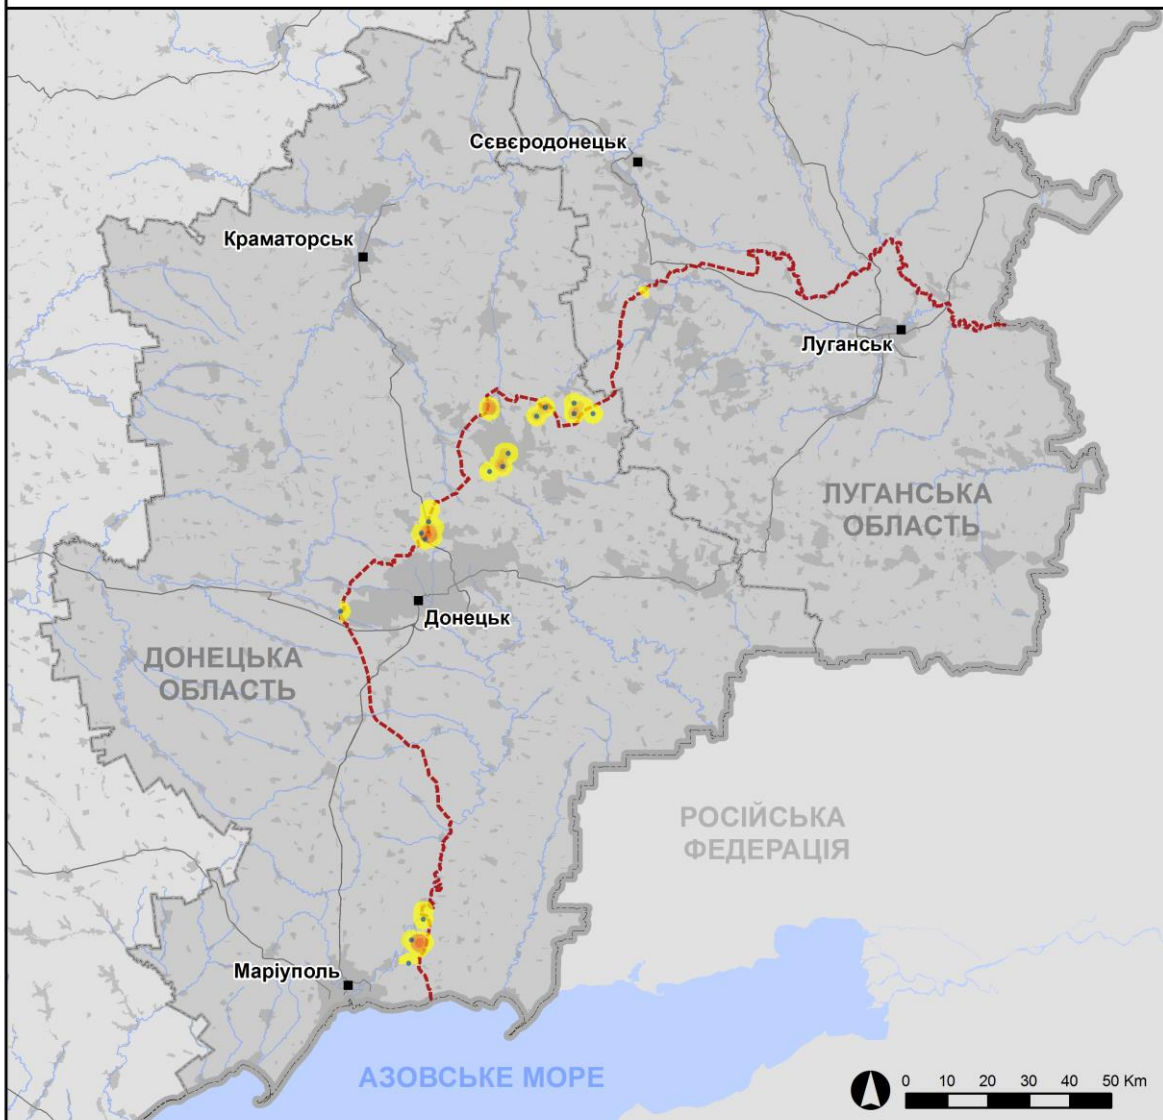 Сєвєродонецьк
Краматорськ
Луганськ
ЛУГАНСЬКА
ОБЛАСТЬ
Донецьк
ДОНЕЦЬКА
ОБЛАСТЬ
РОСІЙСЬКА
ФЕДЕРАЦІЯ
Маріуполь
АЗОВСЬКЕ МОРЕ
0 10 20 30 40 50 Km